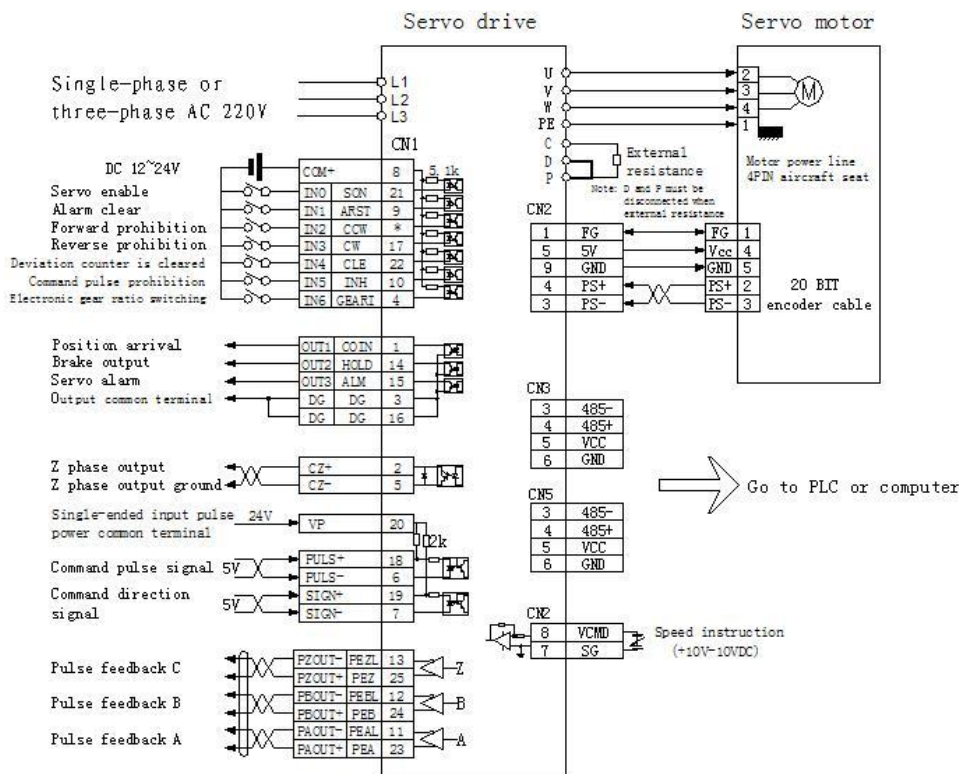 Servo drive
Servo motor
Single-phase or
three-phase AC 220V
L1
L2
L3
U
V
W
PE
C
D
P
2
3
4
1
M
External
resistance
Note: D and P must be
disconnected when
external resistance
Motor power line
4PIN aircraft seat
CN1
DC 12~24V
COM+ 8
5.1k
Servo enable IN0 SON 21
Alarm clear IN1 ARST 9
Forward prohibition IN2 CCW *
Reverse prohibition IN3 CW 17
Deviation counter is cleared IN4 CLE 22
Command pulse prohibition IN5 INH 10
Electronic gear ratio switching IN6 GEAR1 4
CN2
1 FG FG 1
5 5V Vcc 4
9 GND GND 5
4 PS+ PS+ 2
3 PS- PS- 3
20 BIT
encoder cable
Position arrival OUT1 COIN 1
Brake output OUT2 HOLD 14
Servo alarm OUT3 ALM 15
Output common terminal DG DG 3
DG DG 16
CN3
3 485-
4 485+
5 VCC
6 GND
Z phase output CZ+ 2
Z phase output ground CZ- 5
Go to PLC or computer
CN5
3 485-
4 485+
5 VCC
6 GND
Single-ended input pulse
power common terminal
24V
VP 20
2k
Command pulse signal 5V
PULS+ 18
PULS- 6
Command direction
signal
5V
SIGN+ 19
SIGN- 7
CN2
8 VCMD
7 SG
Speed instruction
(+10V-10VDC)
Pulse feedback C
PZOUT- PEZL 13
PZOUT+ PEZ 25
Z
Pulse feedback B
PBOUT- PEBL 12
PBOUT+ PEB 24
B
Pulse feedback A
PAOUT- PEAL 11
PAOUT+ PEA 23
A